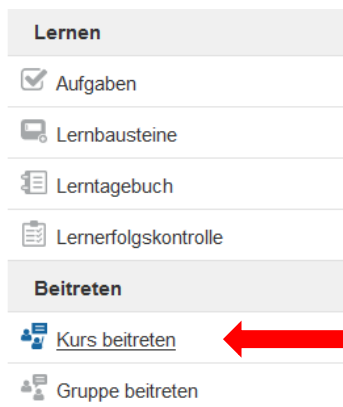 Lernen
Aufgaben
Lernbausteine
Lerntagebuch
Lernerfolgskontrolle
Beitreten
Kurs beitreten
Gruppe beitreten